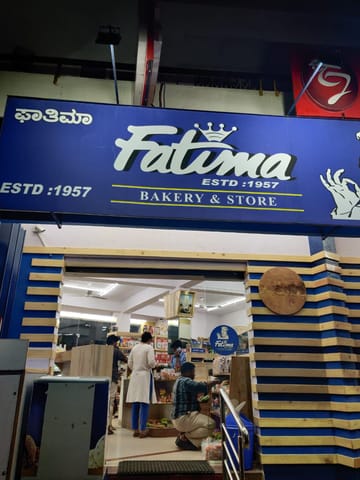 ಫಾತಿಮಾ
Fatima
ESTD :1957
ESTD :1957
BAKERY & STORE
Fatima